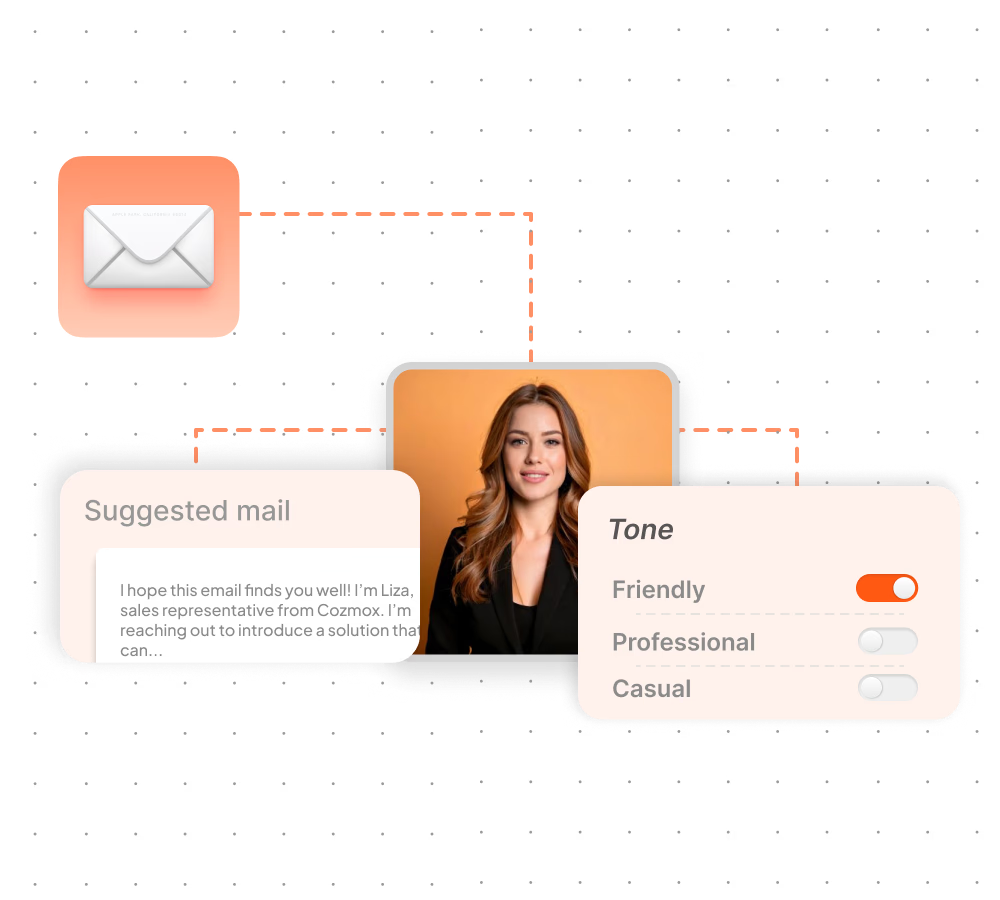 Suggested mail
I hope this email finds you well! I'm Liza,
sales representative from Cozmox. I'm
reaching out to introduce a solution that
can...
Tone
Friendly
Professional
Casual